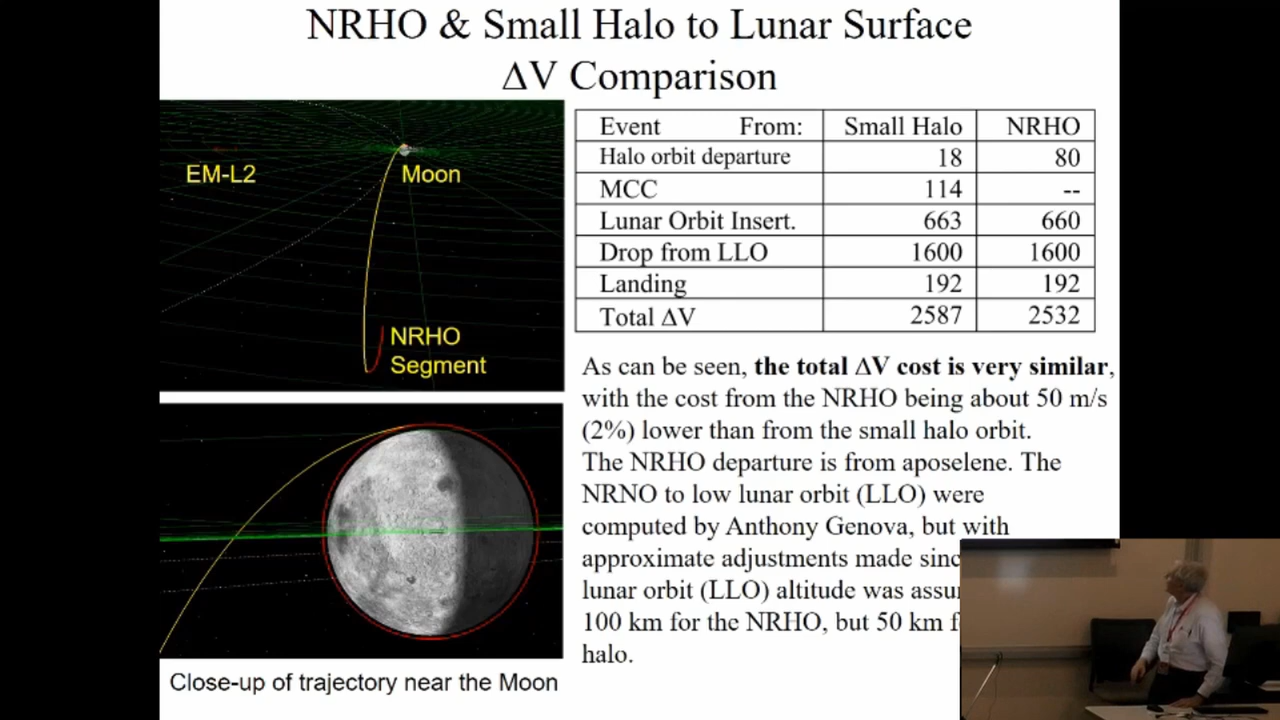 NRHO & Small Halo to Lunar Surface
ΔV Comparison
EM-L2
Moon
NRHO
Segment
Event From: Small Halo NRHO
Halo orbit departure 18 80
MCC 114 --
Lunar Orbit Insert. 663 660
Drop from LLO 1600 1600
Landing 192 192
Total ΔV 2587 2532
As can be seen, the total ΔV cost is very similar,
with the cost from the NRHO being about 50 m/s
(2%) lower than from the small halo orbit.
The NRHO departure is from aposelene. The
NRNO to low lunar orbit (LLO) were
computed by Anthony Genova, but with
approximate adjustments made
lunar orbit (LLO) altitude was
100 km for the NRHO, but 50 km
halo.
Close-up of trajectory near the Moon